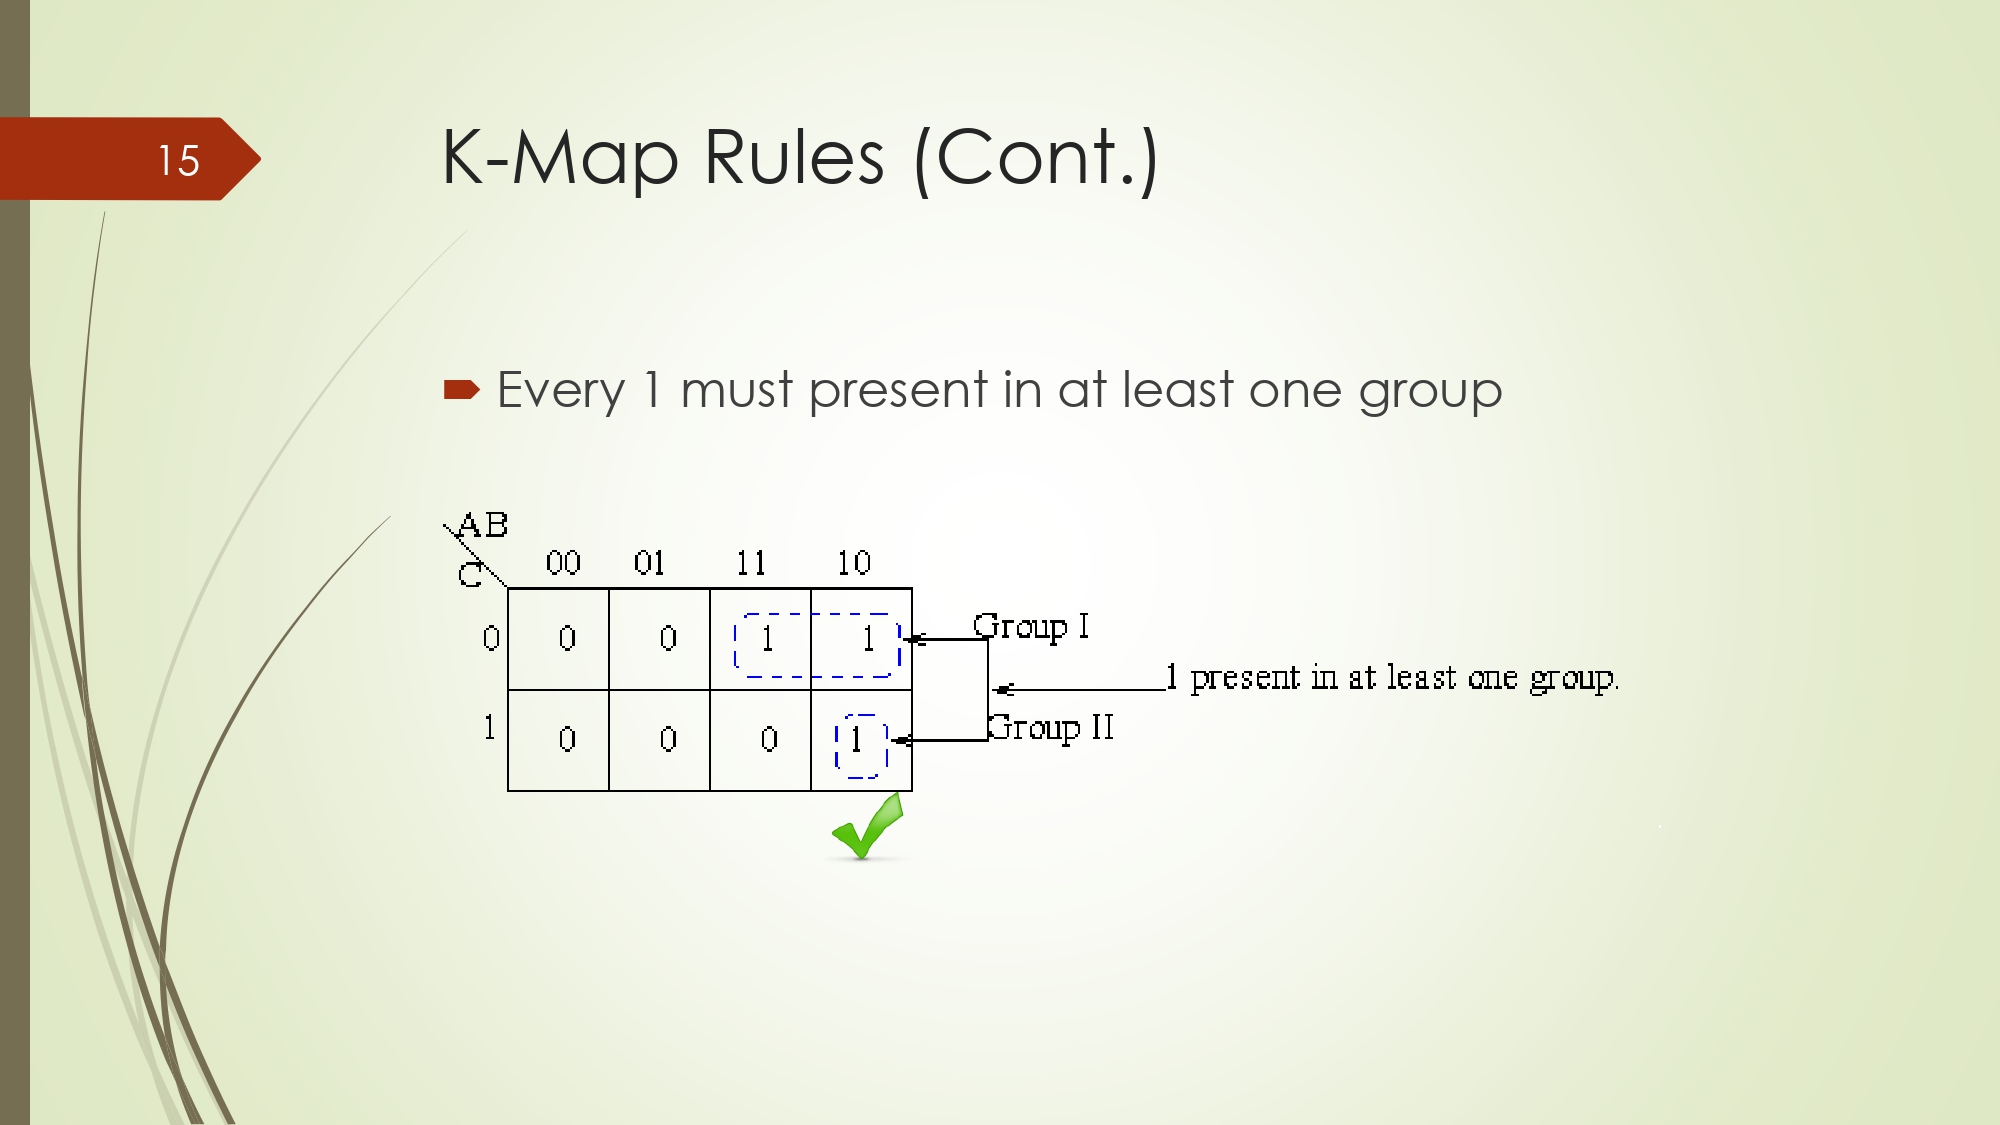 15
K-Map Rules (Cont.)
Every 1 must present in at least one group
AB
C
00 01 11 10
0 0 0 1 1
Group I
1 present in at least one group.
1 0 0 0 1
Group II